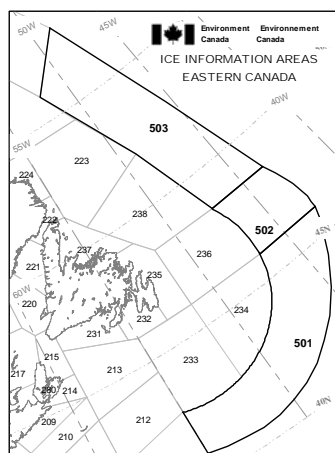 Environment Environnement
Canada Canada
ICE INFORMATION AREAS
EASTERN CANADA
50W
45W
40W
503
55W
223
224
222
238
502
45N
237
236
221
235
60W
220
234
232
231
501
215
233
217
213
280
214
40N
209
212
210